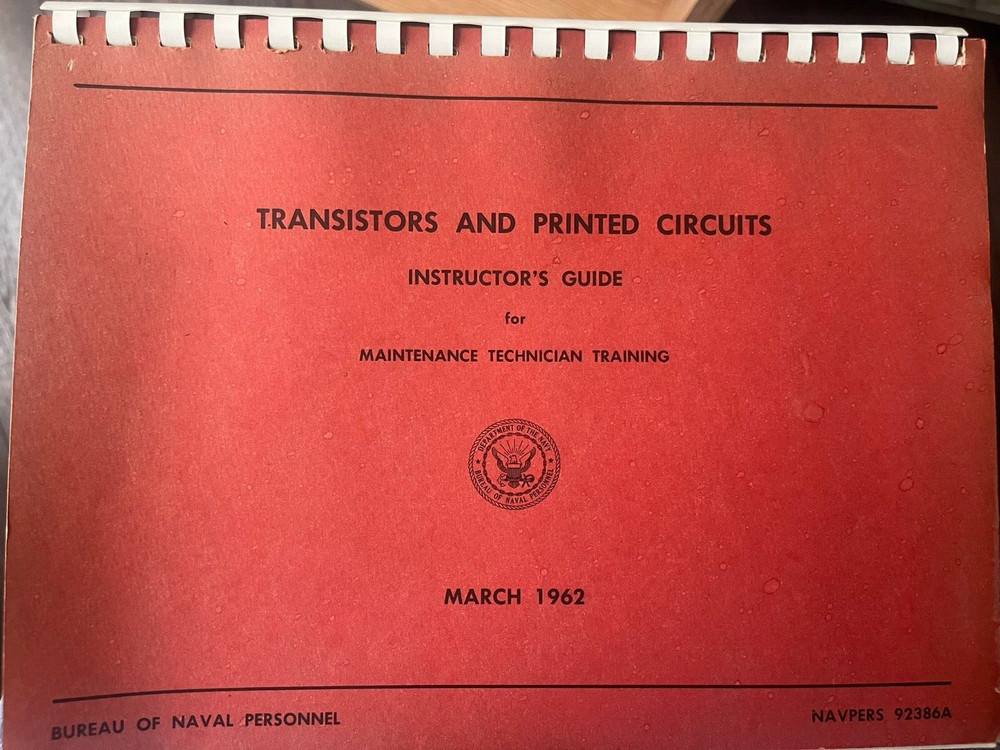 TRANSISTORS AND PRINTED CIRCUITS
INSTRUCTOR'S GUIDE
for
MAINTENANCE TECHNICIAN TRAINING
DEPARTMENT OF THE NAVY
BUREAU OF NAVAL PERSONNEL
MARCH 1962
BUREAU OF NAVAL PERSONNEL
NAVPERS 92386A